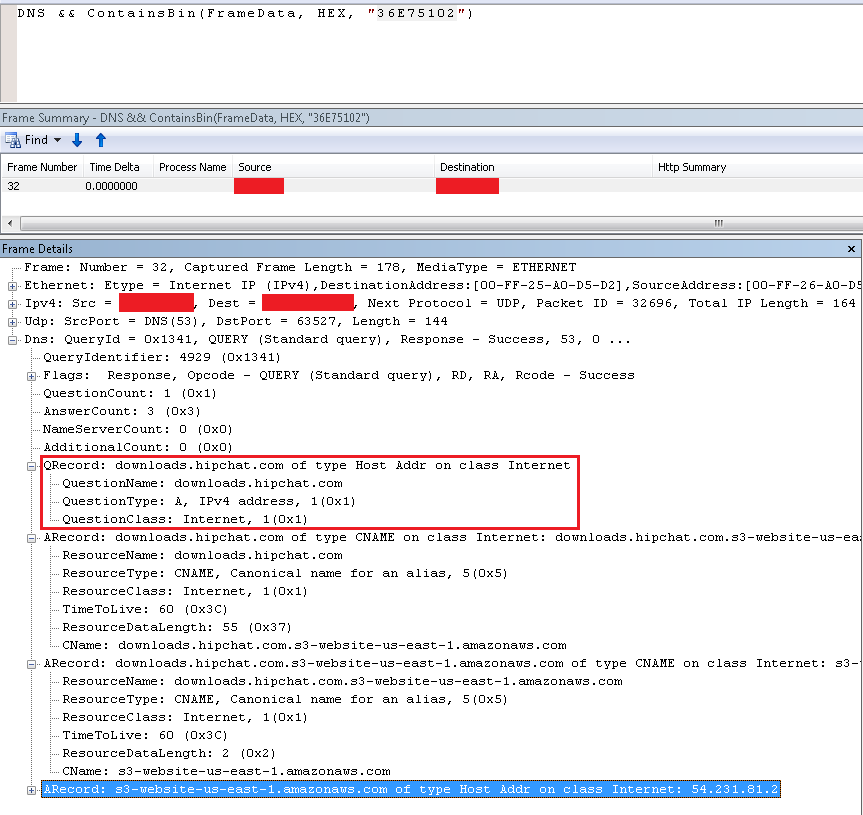 DNS && ContainsBin(FrameData, HEX, "36E75102")
Frame Summary - DNS && ContainsBin(FrameData, HEX, "36E75102")
Find
Frame Number Time Delta Process Name Source Destination Http Summary
32 0.0000000
Frame Details
Frame: Number = 32, Captured Frame Length = 178, MediaType = ETHERNET
Ethernet: Etype = Internet IP (IPv4),DestinationAddress:[00-FF-25-A0-D5-D2],SourceAddress:[00-FF-26-A0-D5
Ipv4: Src = , Dest = , Next Protocol = UDP, Packet ID = 32696, Total IP Length = 164
Udp: SrcPort = DNS(53), DstPort = 63527, Length = 144
Dns: QueryId = 0x1341, QUERY (Standard query), Response - Success, 53, 0 ...
QueryIdentifier: 4929 (0x1341)
Flags: Response, Opcode - QUERY (Standard query), RD, RA, Rcode - Success
QuestionCount: 1 (0x1)
AnswerCount: 3 (0x3)
NameServerCount: 0 (0x0)
AdditionalCount: 0 (0x0)
QRecord: downloads.hipchat.com of type Host Addr on class Internet
QuestionName: downloads.hipchat.com
QuestionType: A, IPv4 address, 1(0x1)
QuestionClass: Internet, 1(0x1)
ARecord: downloads.hipchat.com of type CNAME on class Internet: downloads.hipchat.com.s3-website-us-eas
ResourceName: downloads.hipchat.com
ResourceType: CNAME, Canonical name for an alias, 5(0x5)
ResourceClass: Internet, 1(0x1)
TimeToLive: 60 (0x3C)
ResourceDataLength: 55 (0x37)
CName: downloads.hipchat.com.s3-website-us-east-1.amazonaws.com
ARecord: downloads.hipchat.com.s3-website-us-east-1.amazonaws.com of type CNAME on class Internet: s3-
ResourceName: downloads.hipchat.com.s3-website-us-east-1.amazonaws.com
ResourceType: CNAME, Canonical name for an alias, 5(0x5)
ResourceClass: Internet, 1(0x1)
TimeToLive: 60 (0x3C)
ResourceDataLength: 2 (0x2)
CName: s3-website-us-east-1.amazonaws.com
ARecord: s3-website-us-east-1.amazonaws.com of type Host Addr on class Internet: 54.231.81.2